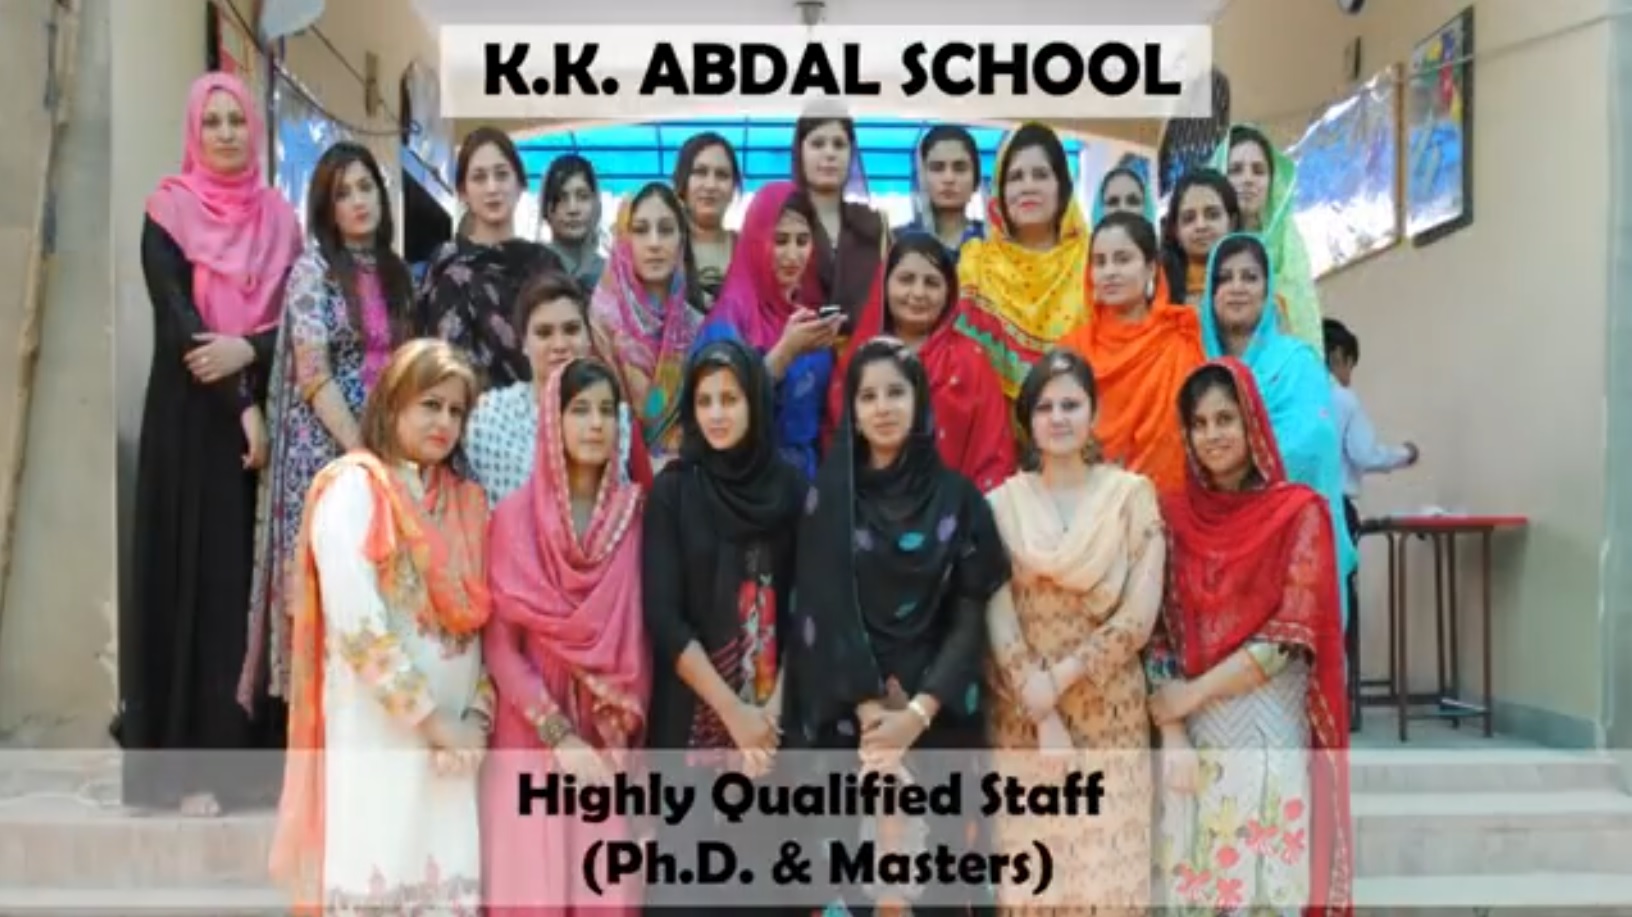 K.K. ABDAL SCHOOL
Highly Qualified Staff
(Ph.D. & Masters)